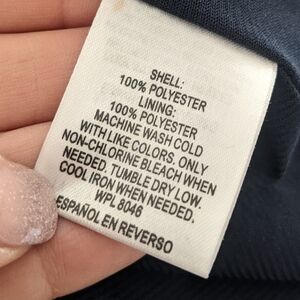 SHELL:
100% POLYESTER
LINING:
100% POLYESTER
MACHINE WASH COLD
WITH LIKE COLORS. ONLY
NON-CHLORINE BLEACH WHEN
NEEDED. TUMBLE DRY LOW.
COOL IRON WHEN NEEDED.
WPL 8046
ESPAÑOL EN REVERSO